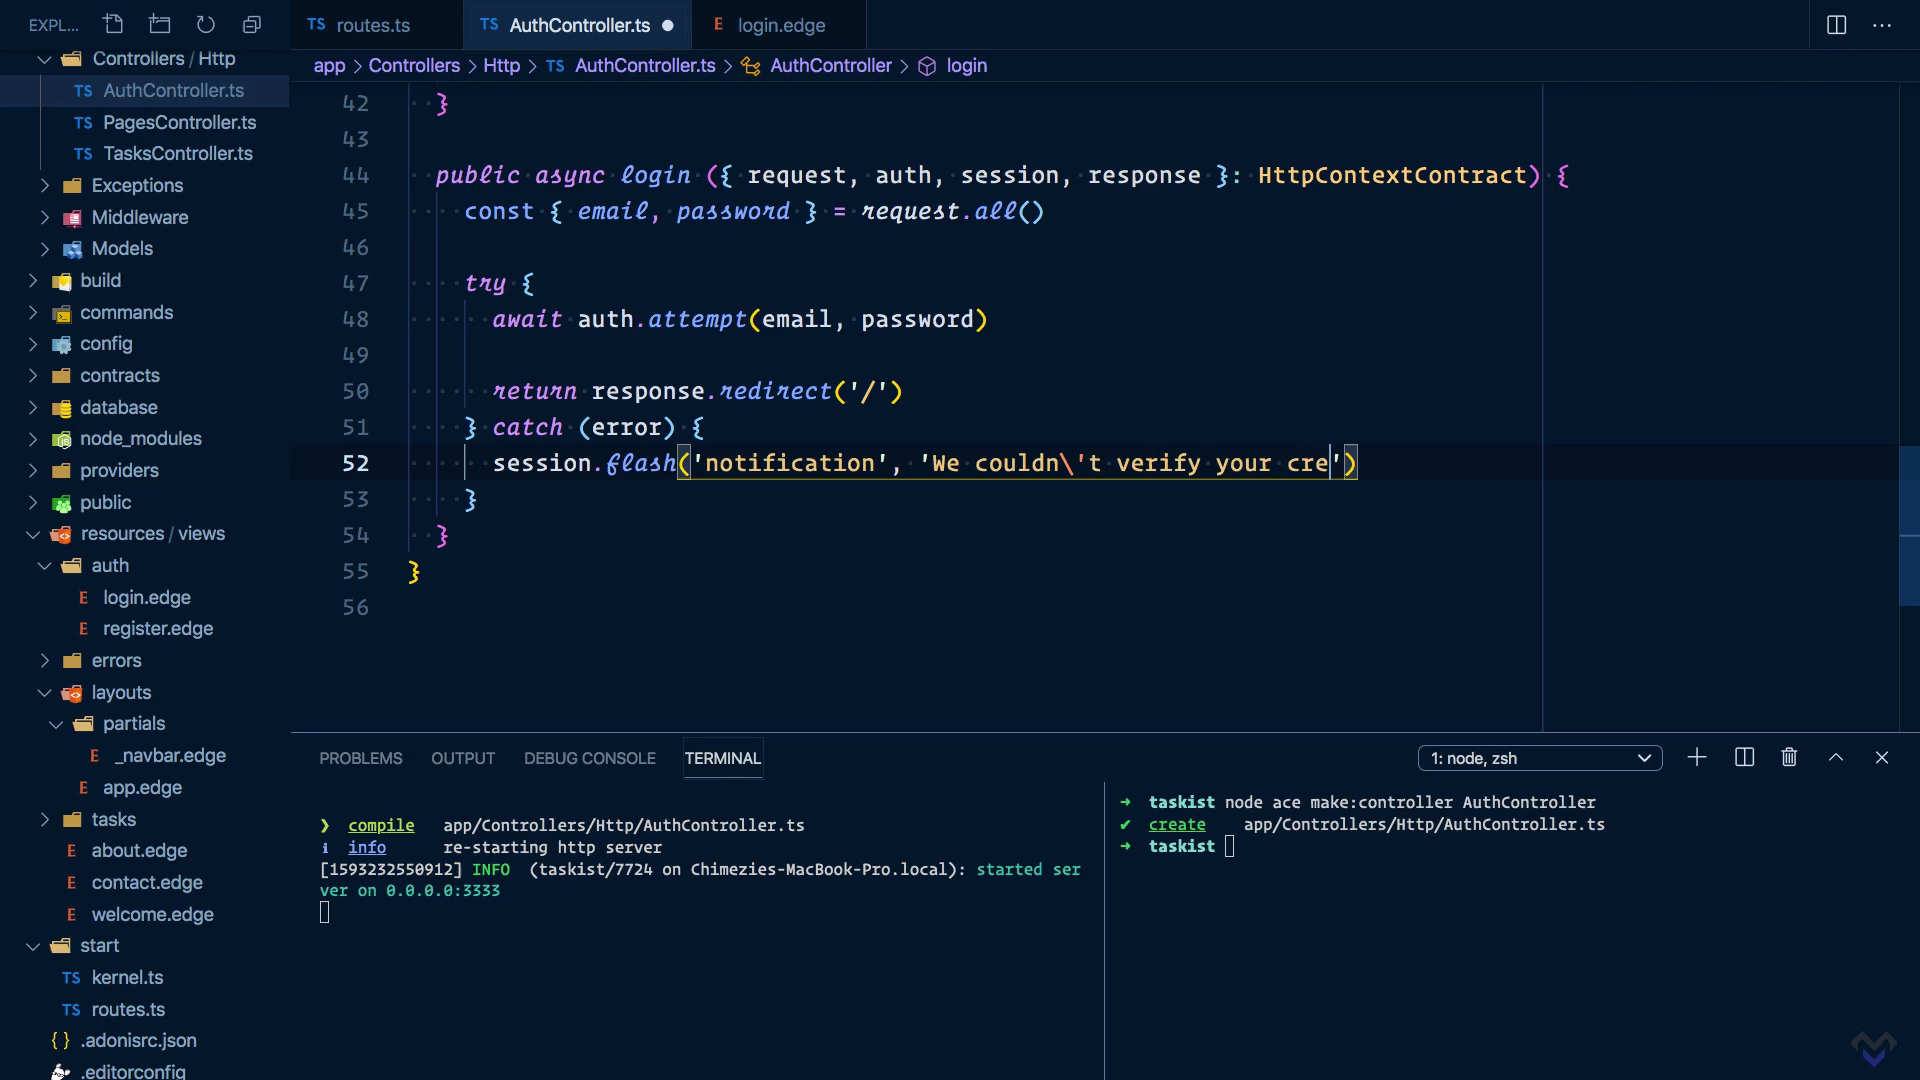 EXPL...
Controllers / Http
TS AuthController.ts
TS PagesController.ts
TS TasksController.ts
Exceptions
Middleware
Models
build
commands
config
contracts
database
node_modules
providers
public
resources / views
auth
E login.edge
E register.edge
errors
layouts
partials
E _navbar.edge
E app.edge
tasks
E about.edge
E contact.edge
E welcome.edge
start
TS kernel.ts
TS routes.ts
{ } .adonisrc.json
.editorconfig
TS routes.ts
TS AuthController.ts ●
E login.edge
app > Controllers > Http > TS AuthController.ts > AuthController > login
42 }
43
44 public async login ({ request, auth, session, response }: HttpContextContract) {
45 const { email, password } = request.all()
46
47 try {
48 await auth.attempt(email, password)
49
50 return response.redirect('/')
51 } catch (error) {
52 session.flash('notification', 'We couldn\'t verify your cre')
53 }
54 }
55 }
56
PROBLEMS OUTPUT DEBUG CONSOLE TERMINAL
1: node, zsh
❯ compile app/Controllers/Http/AuthController.ts
ℹ info re-starting http server
[1593232550912] INFO (taskist/7724 on Chimezies-MacBook-Pro.local): started ser
ver on 0.0.0.0:3333
➜ taskist node ace make:controller AuthController
✔ create app/Controllers/Http/AuthController.ts
➜ taskist